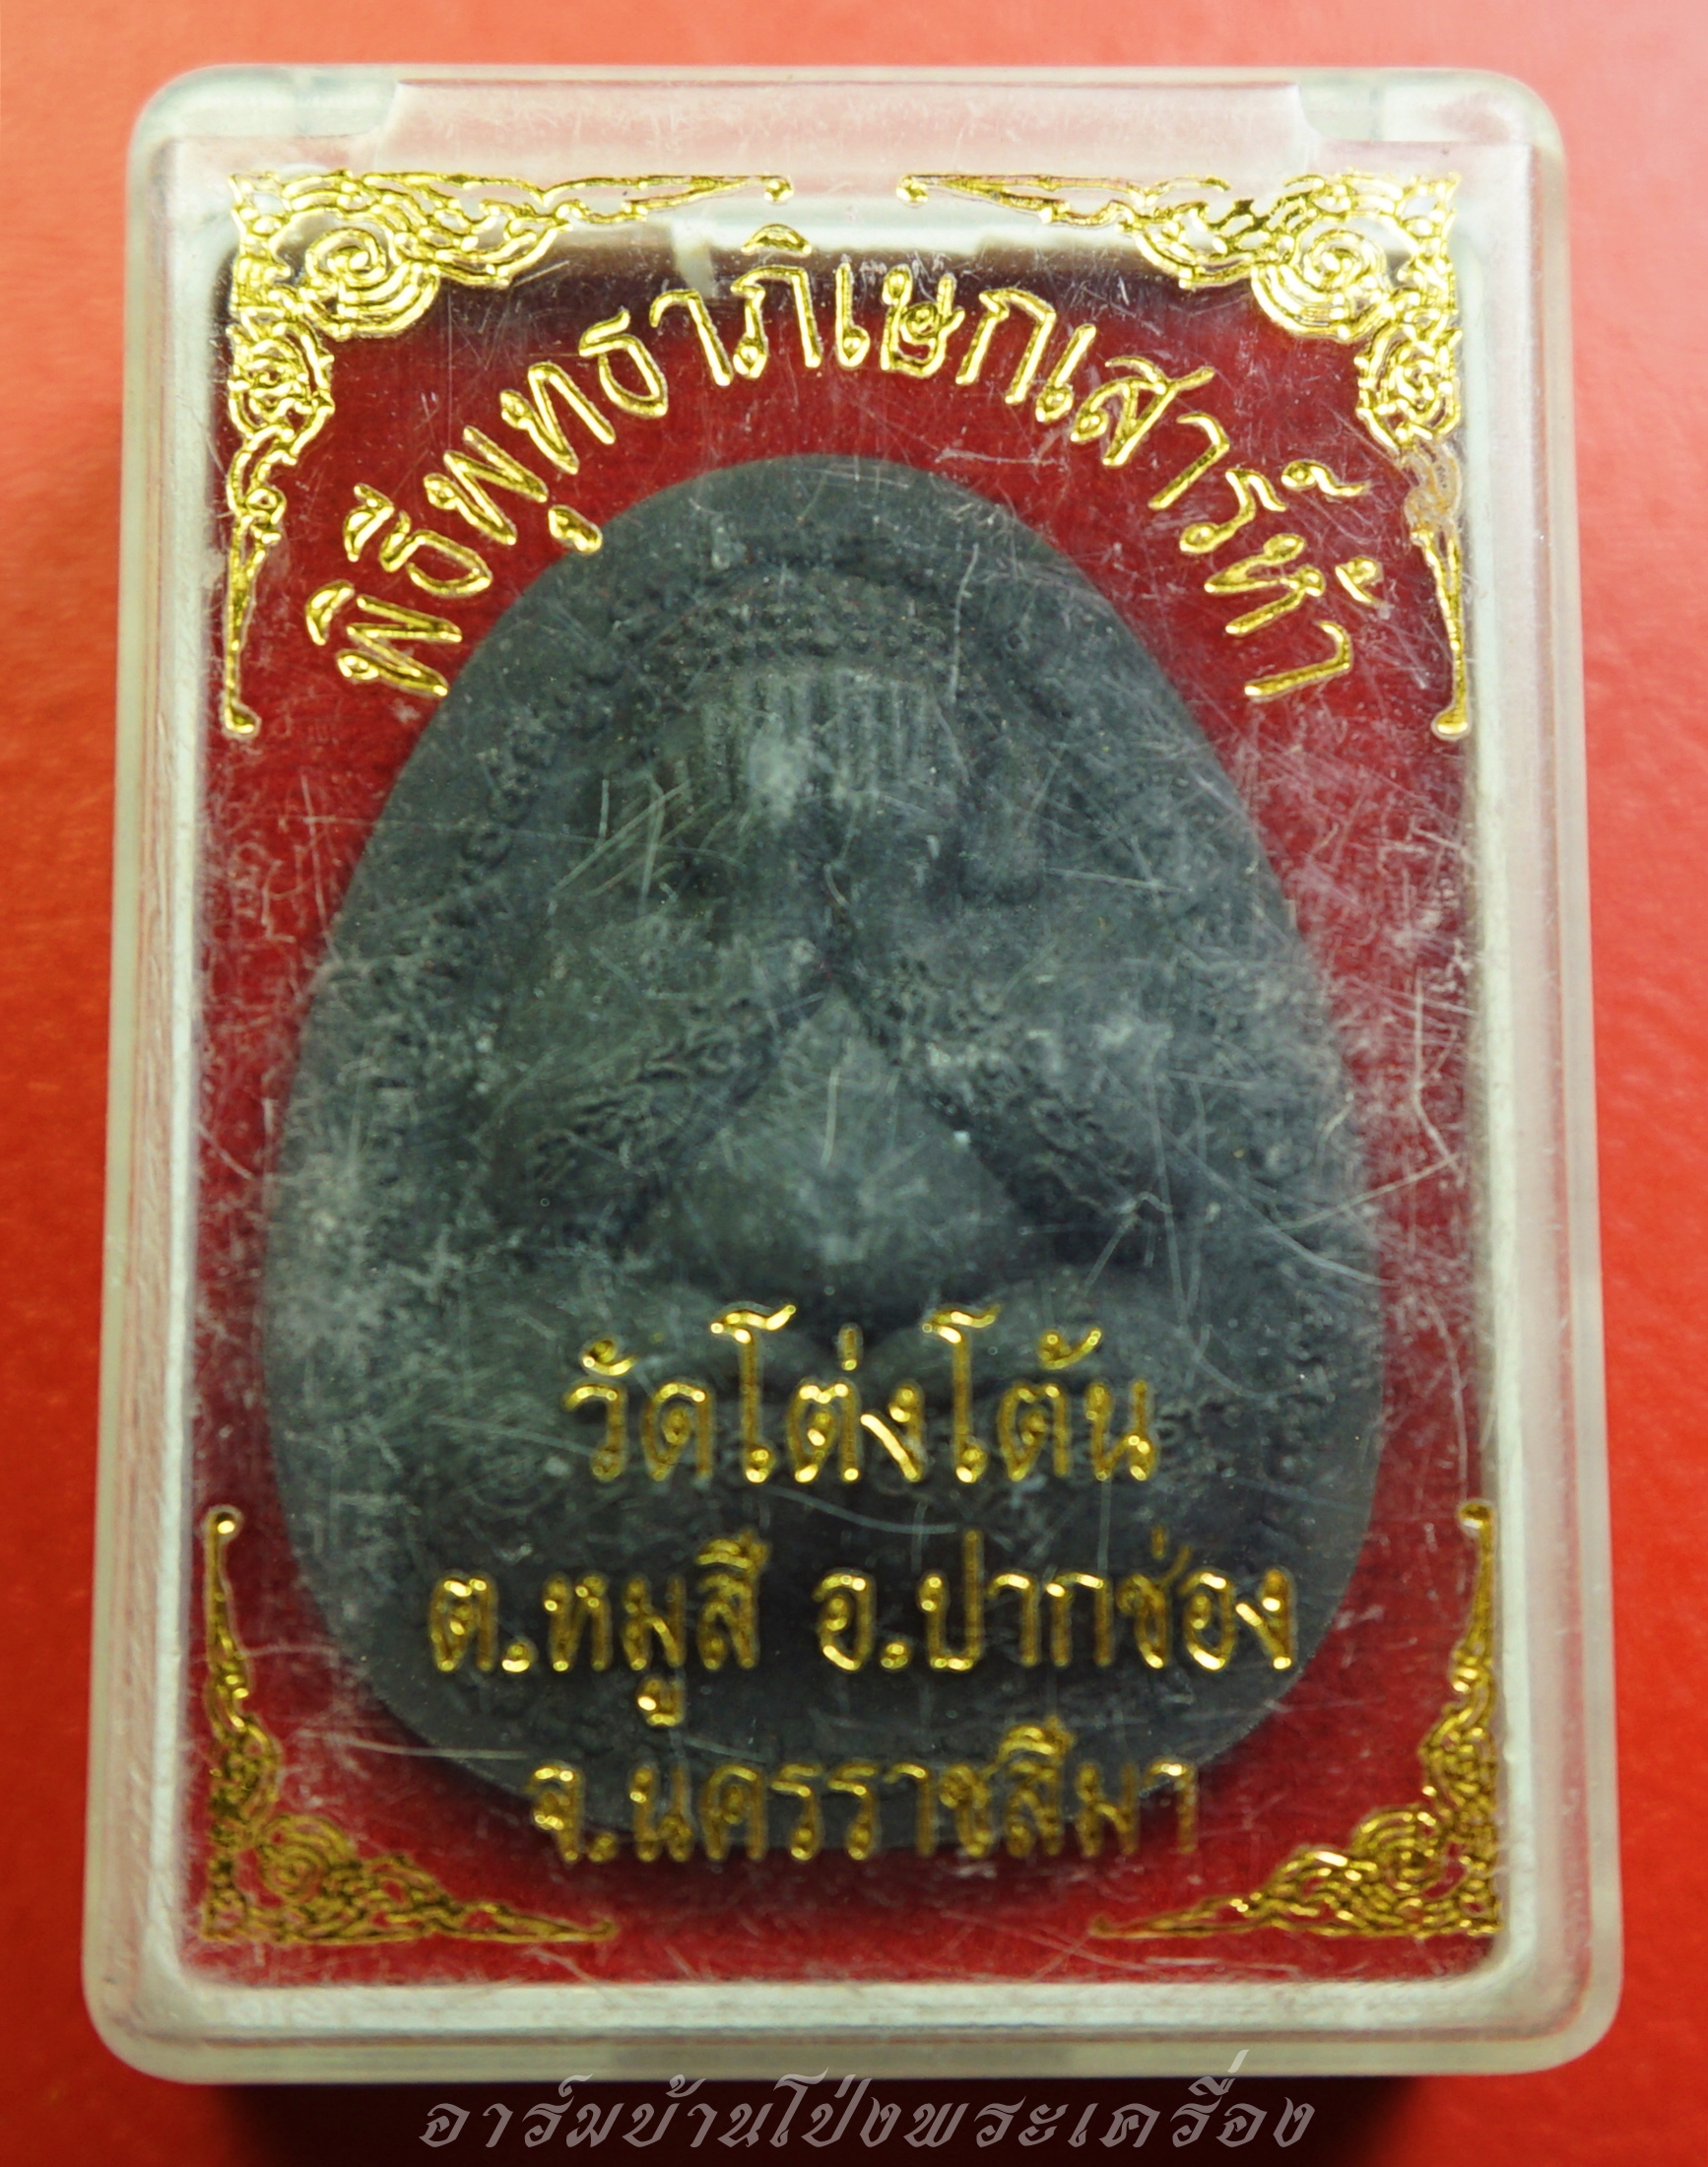 พิธีพุทธาภิเษกเสาร์ห้า
วัดโต่งโต้น
ต.หมูสี อ.ปากช่อง
จ.นครราชสีมา
อาร์มบ้านโป่งพระเครื่อง